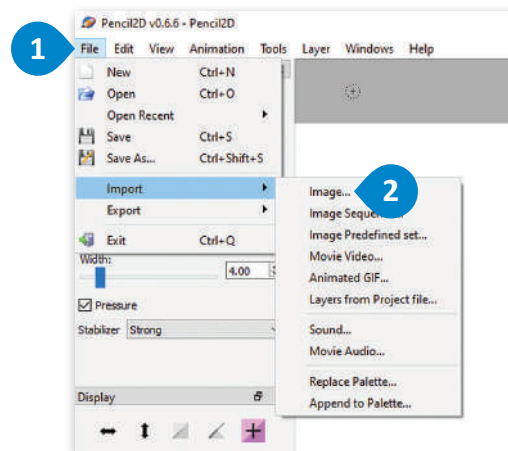 Pencil2D v0.6.6 - Pencil2D
1
File Edit View Animation Tools Layer Windows Help
New Ctrl+N
Open Ctrl+O
Open Recent
Save Ctrl+S
Save As... Ctrl+Shift+S
Import
Export
Exit Ctrl+Q
Image...
2
Image
Image Predefined set...
Movie Video...
Animated GIF...
Layers from Project file...
Sound...
Movie Audio...
Replace Palette...
Append to Palette...
Width:
4.00
Pressure
Stabilizer Strong
Display